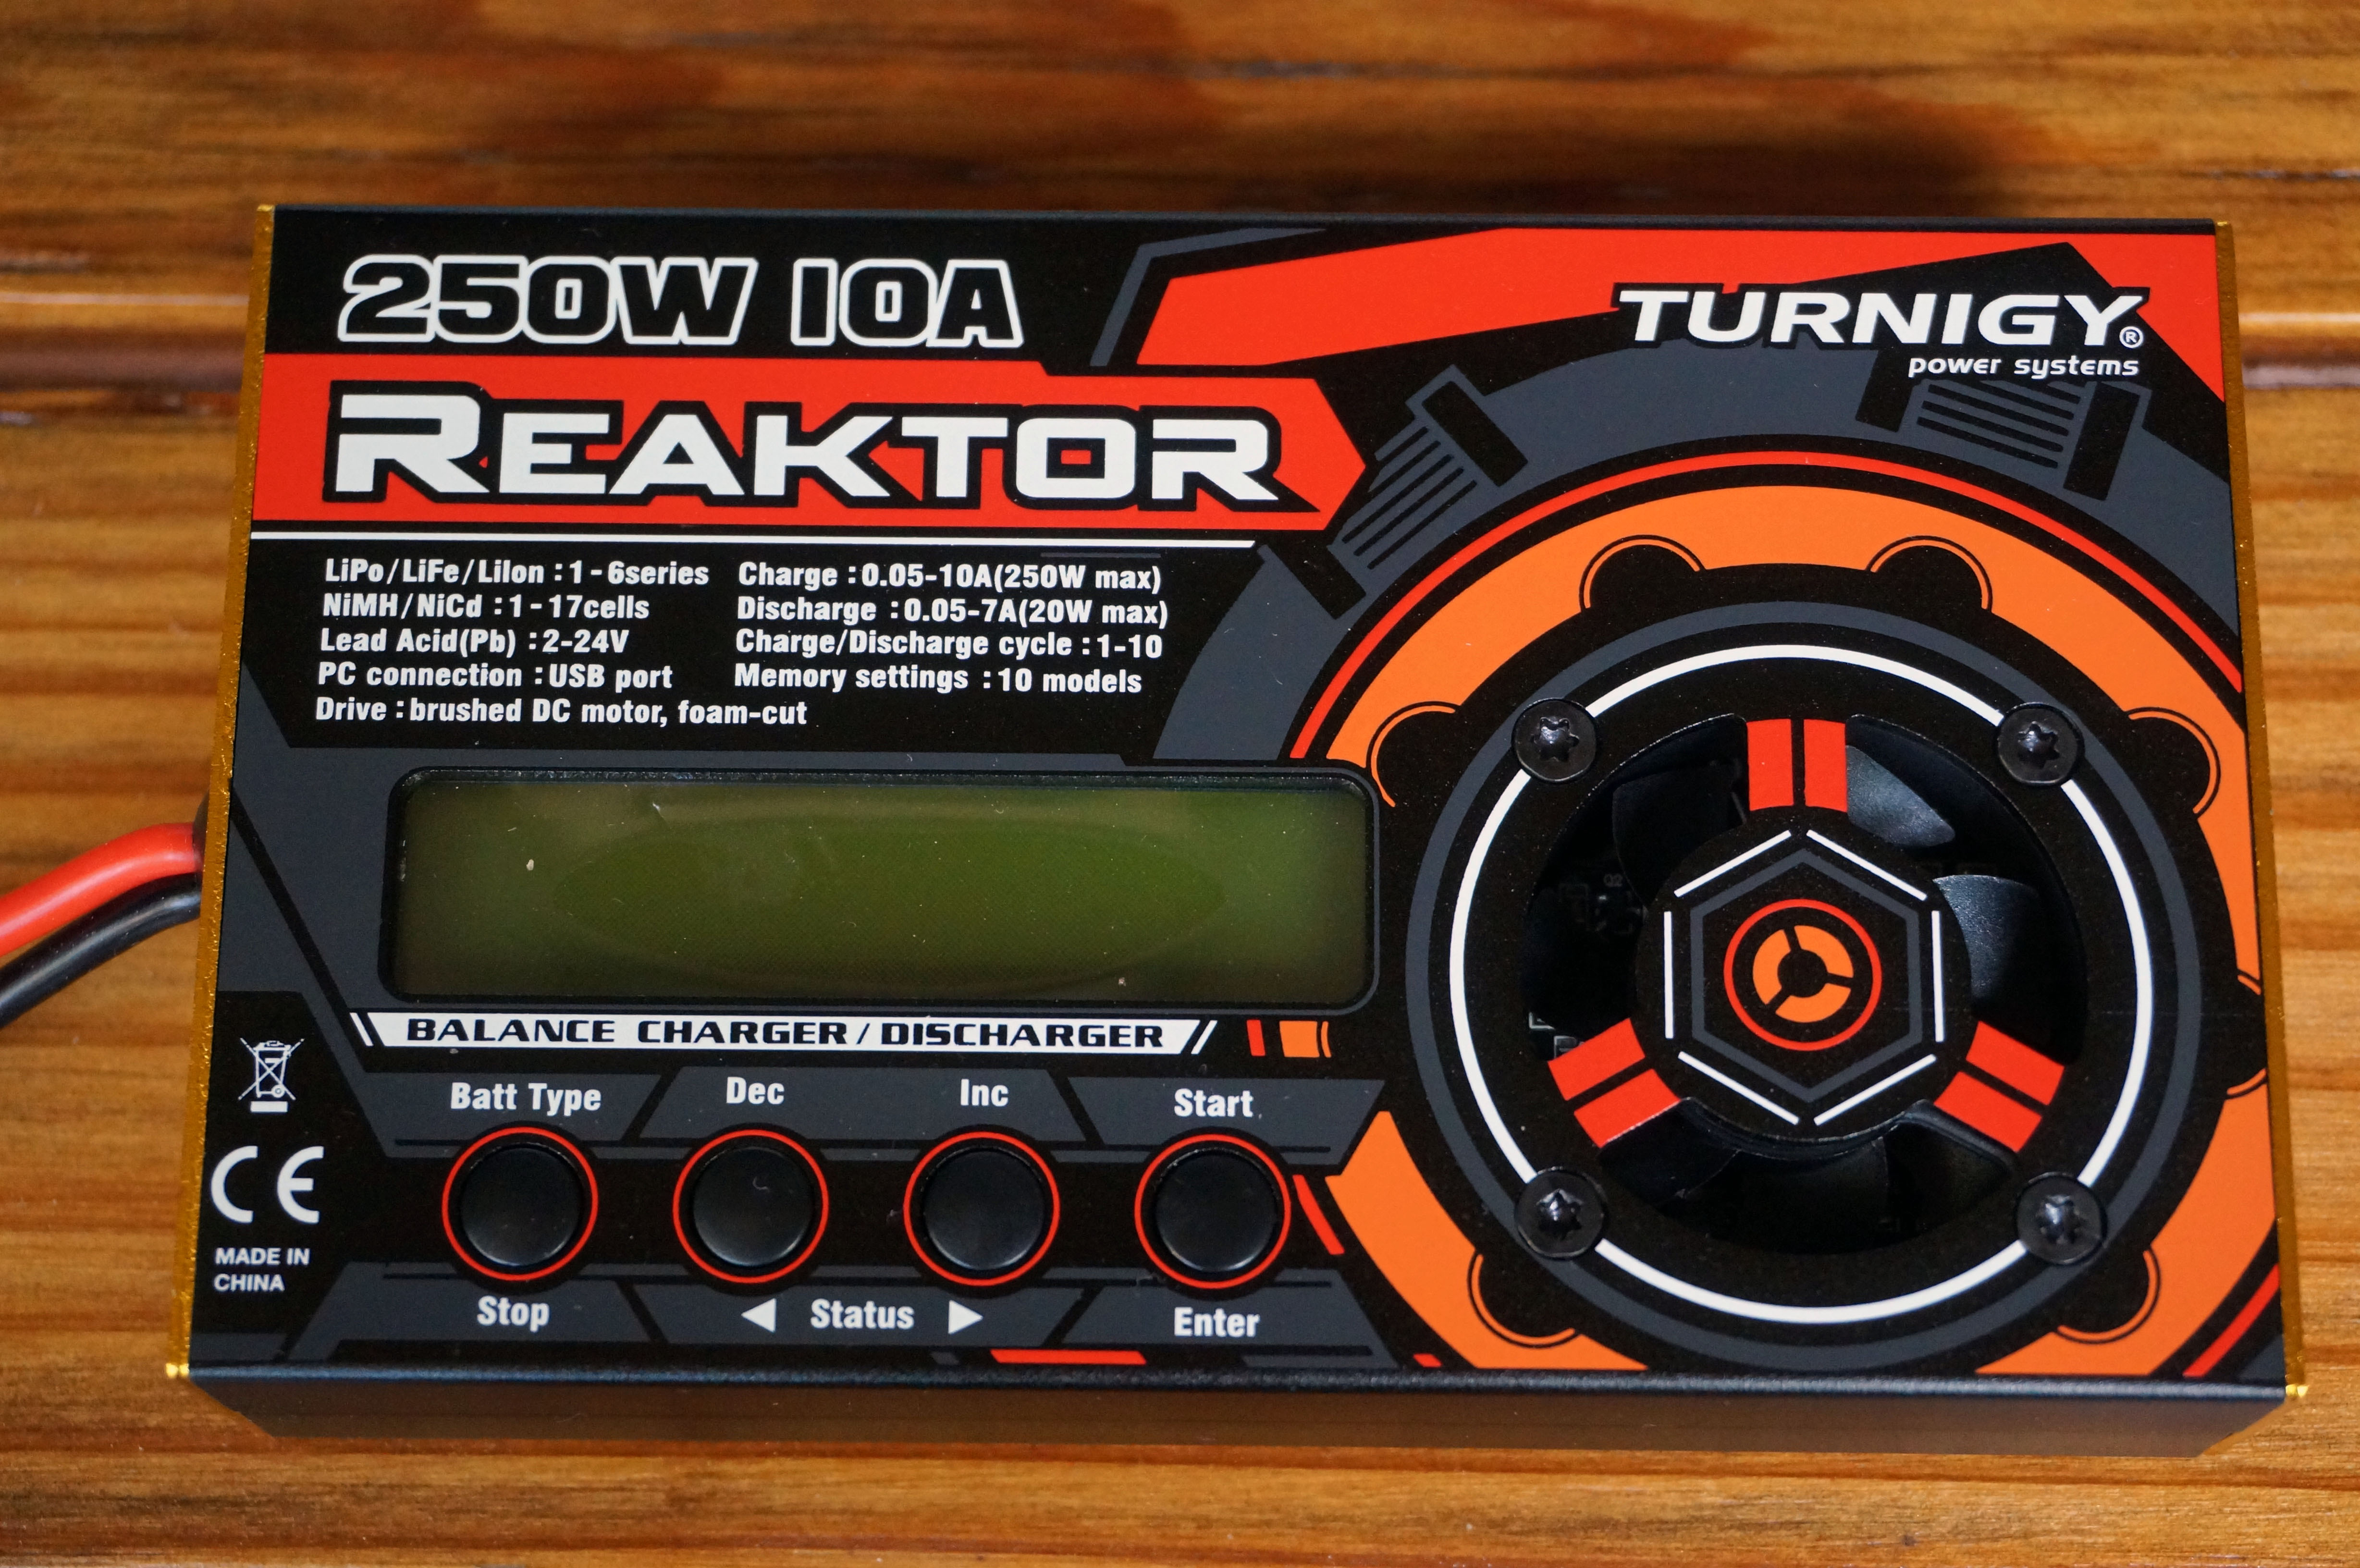 250W 10A
TURNIGY®
power systems
REAKTOR
LiPo/LiFe/LiIon :1-6series
NiMH/NiCd :1-17cells
Lead Acid(Pb) :2-24V
PC connection :USB port
Drive :brushed DC motor, foam-cut
Charge :0.05-10A(250W max)
Discharge :0.05-7A(20W max)
Charge/Discharge cycle :1-10
Memory settings :10 models
BALANCE CHARGER/DISCHARGER
Batt Type
Dec
Inc
Start
CE
MADE IN
CHINA
Stop
◀ Status ▶
Enter